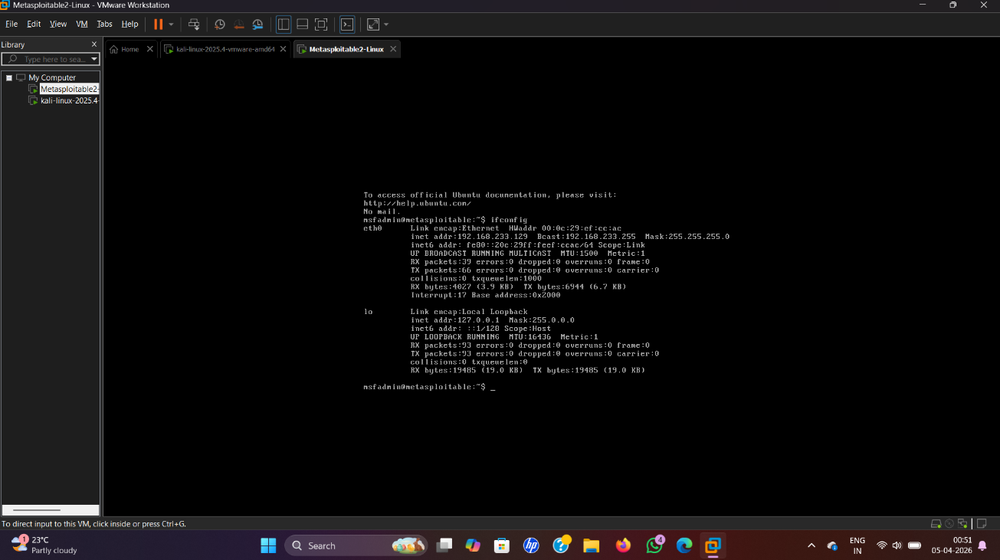 Metasploitable2-Linux - VMware Workstation
File Edit View VM Tabs Help
Library
Type here to sea...
My Computer
Metasploitable2-
kali-linux-2025.4-
Home
kali-linux-2025.4-vmware-amd64
Metasploitable2-Linux
To access official Ubuntu documentation, please visit:
http://help.ubuntu.com/
No mail.
msfadmin@metasploitable:~$ ifconfig
eth0      Link encap:Ethernet  HWaddr 00:0c:29:ef:cc:ac
inet addr:192.168.233.129  Bcast:192.168.233.255  Mask:255.255.255.0
inet6 addr: fe80::20c:29ff:feef:ccac/64 Scope:Link
UP BROADCAST RUNNING MULTICAST  MTU:1500  Metric:1
RX packets:39 errors:0 dropped:0 overruns:0 frame:0
TX packets:66 errors:0 dropped:0 overruns:0 carrier:0
collisions:0 txqueuelen:1000
RX bytes:4027 (3.9 KB)  TX bytes:6944 (6.7 KB)
Interrupt:17 Base address:0x2000
lo        Link encap:Local Loopback
inet addr:127.0.0.1  Mask:255.0.0.0
inet6 addr: ::1/128 Scope:Host
UP LOOPBACK RUNNING  MTU:16436  Metric:1
RX packets:93 errors:0 dropped:0 overruns:0 frame:0
TX packets:93 errors:0 dropped:0 overruns:0 carrier:0
collisions:0 txqueuelen:0
RX bytes:19485 (19.0 KB)  TX bytes:19485 (19.0 KB)
msfadmin@metasploitable:~$ _
To direct input to this VM, click inside or press Ctrl+G.
1
23°C
Partly cloudy
Search
hp
4
ENG
IN
00:51
05-04-2026